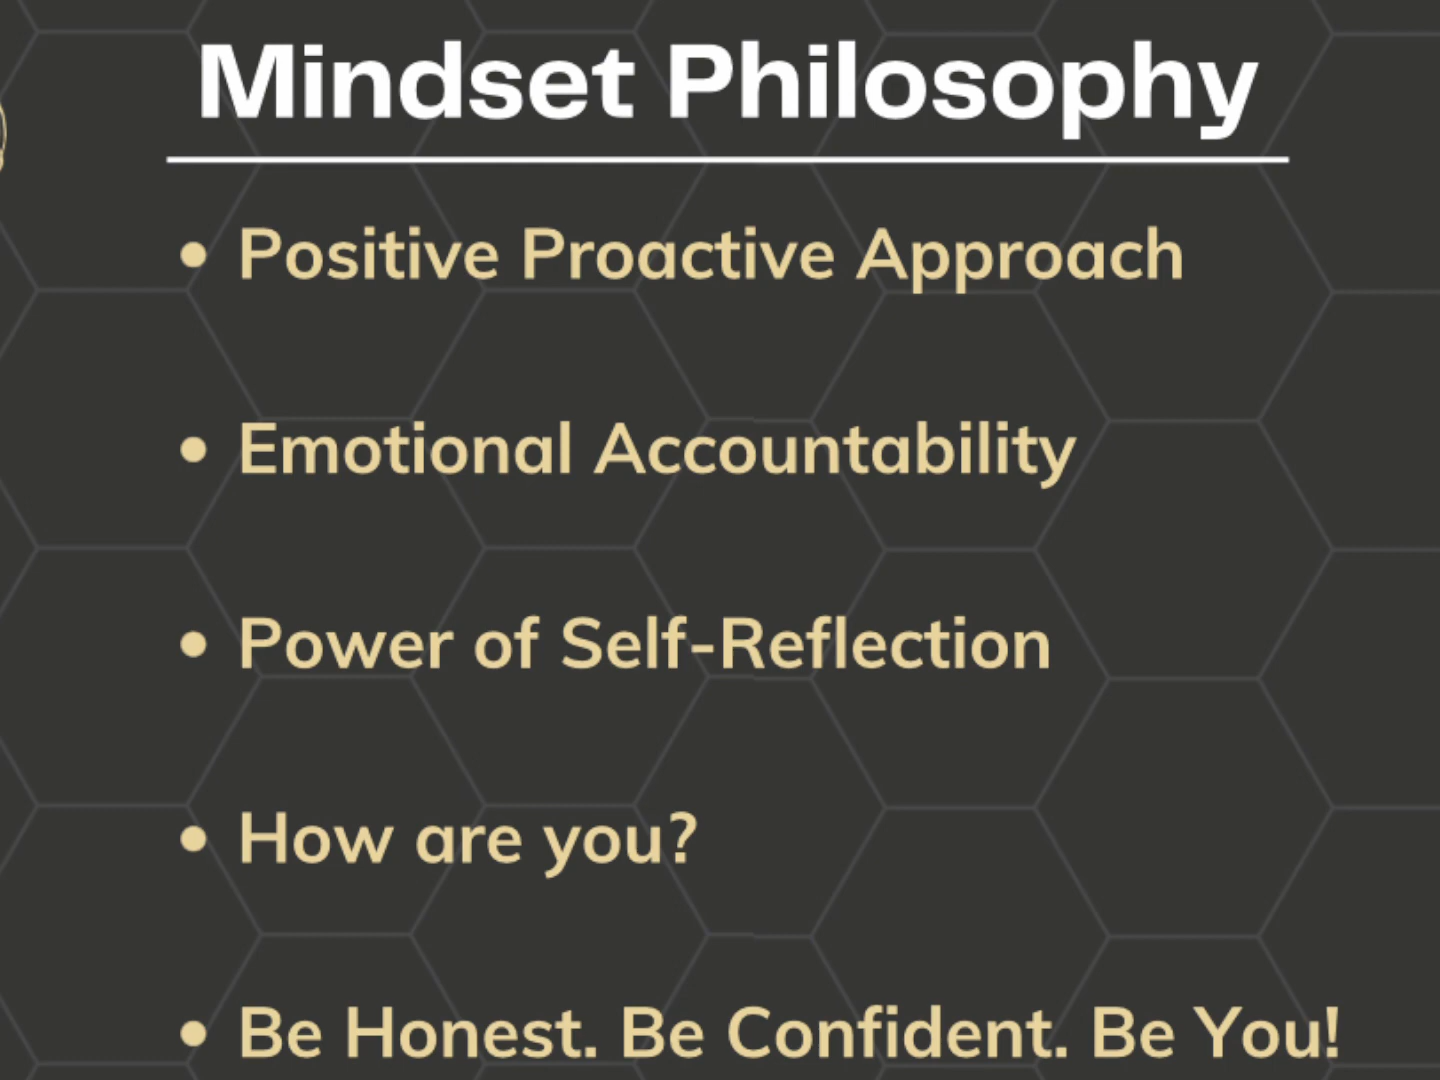 Mindset Philosophy
• Positive Proactive Approach
• Emotional Accountability
• Power of Self-Reflection
• How are you?
• Be Honest. Be Confident. Be You!